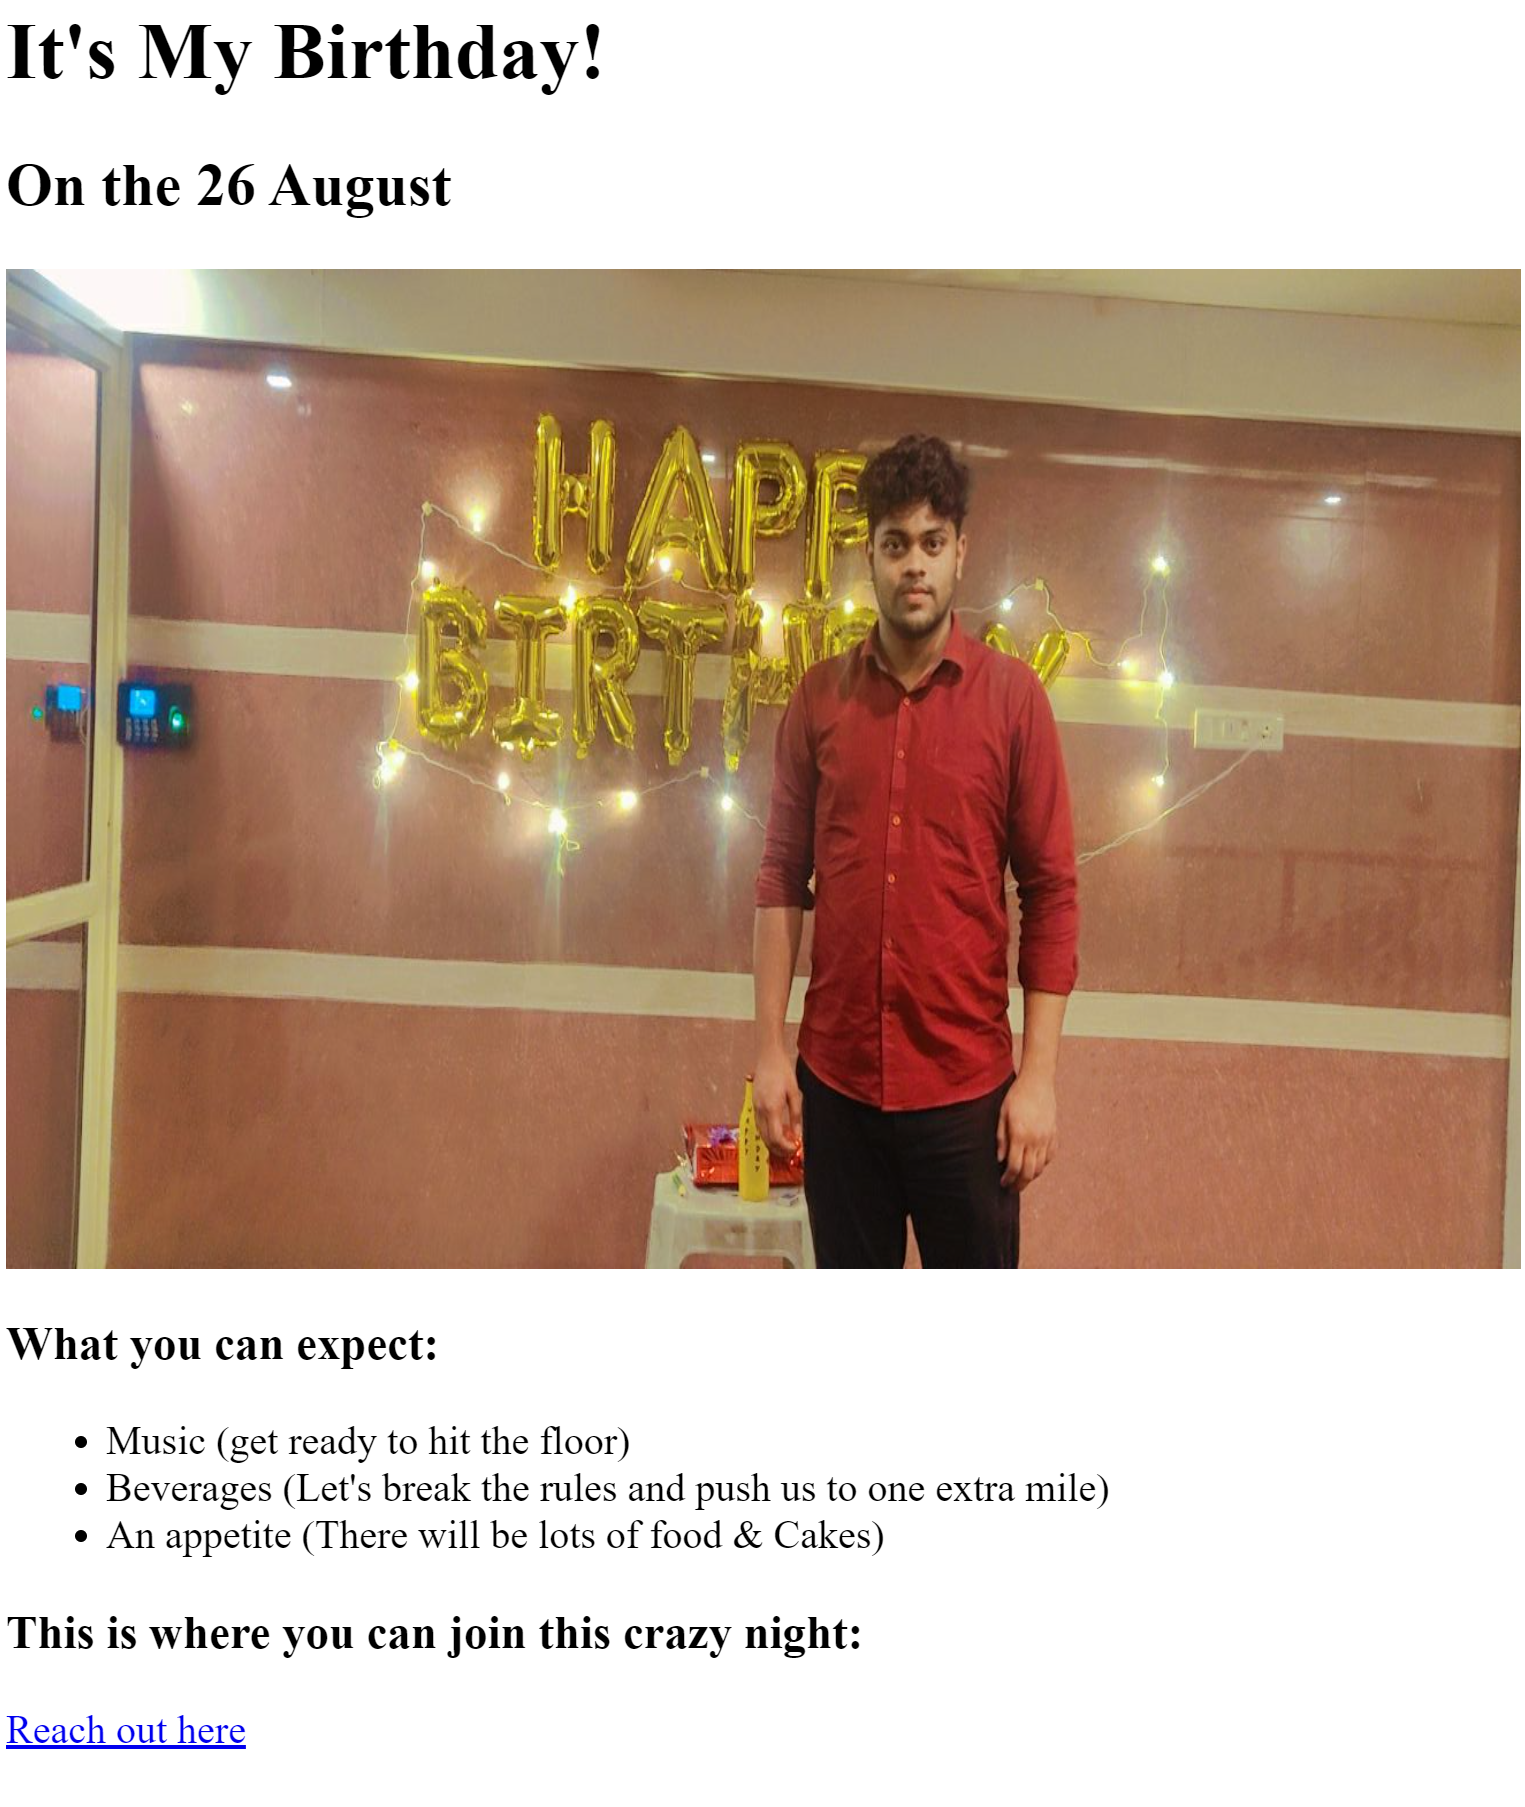 It's My Birthday!
On the 26 August
HAPP
BIRTHD Y
HAPPY
What you can expect:
• Music (get ready to hit the floor)
• Beverages (Let's break the rules and push us to one extra mile)
• An appetite (There will be lots of food & Cakes)
This is where you can join this crazy night:
Reach out here